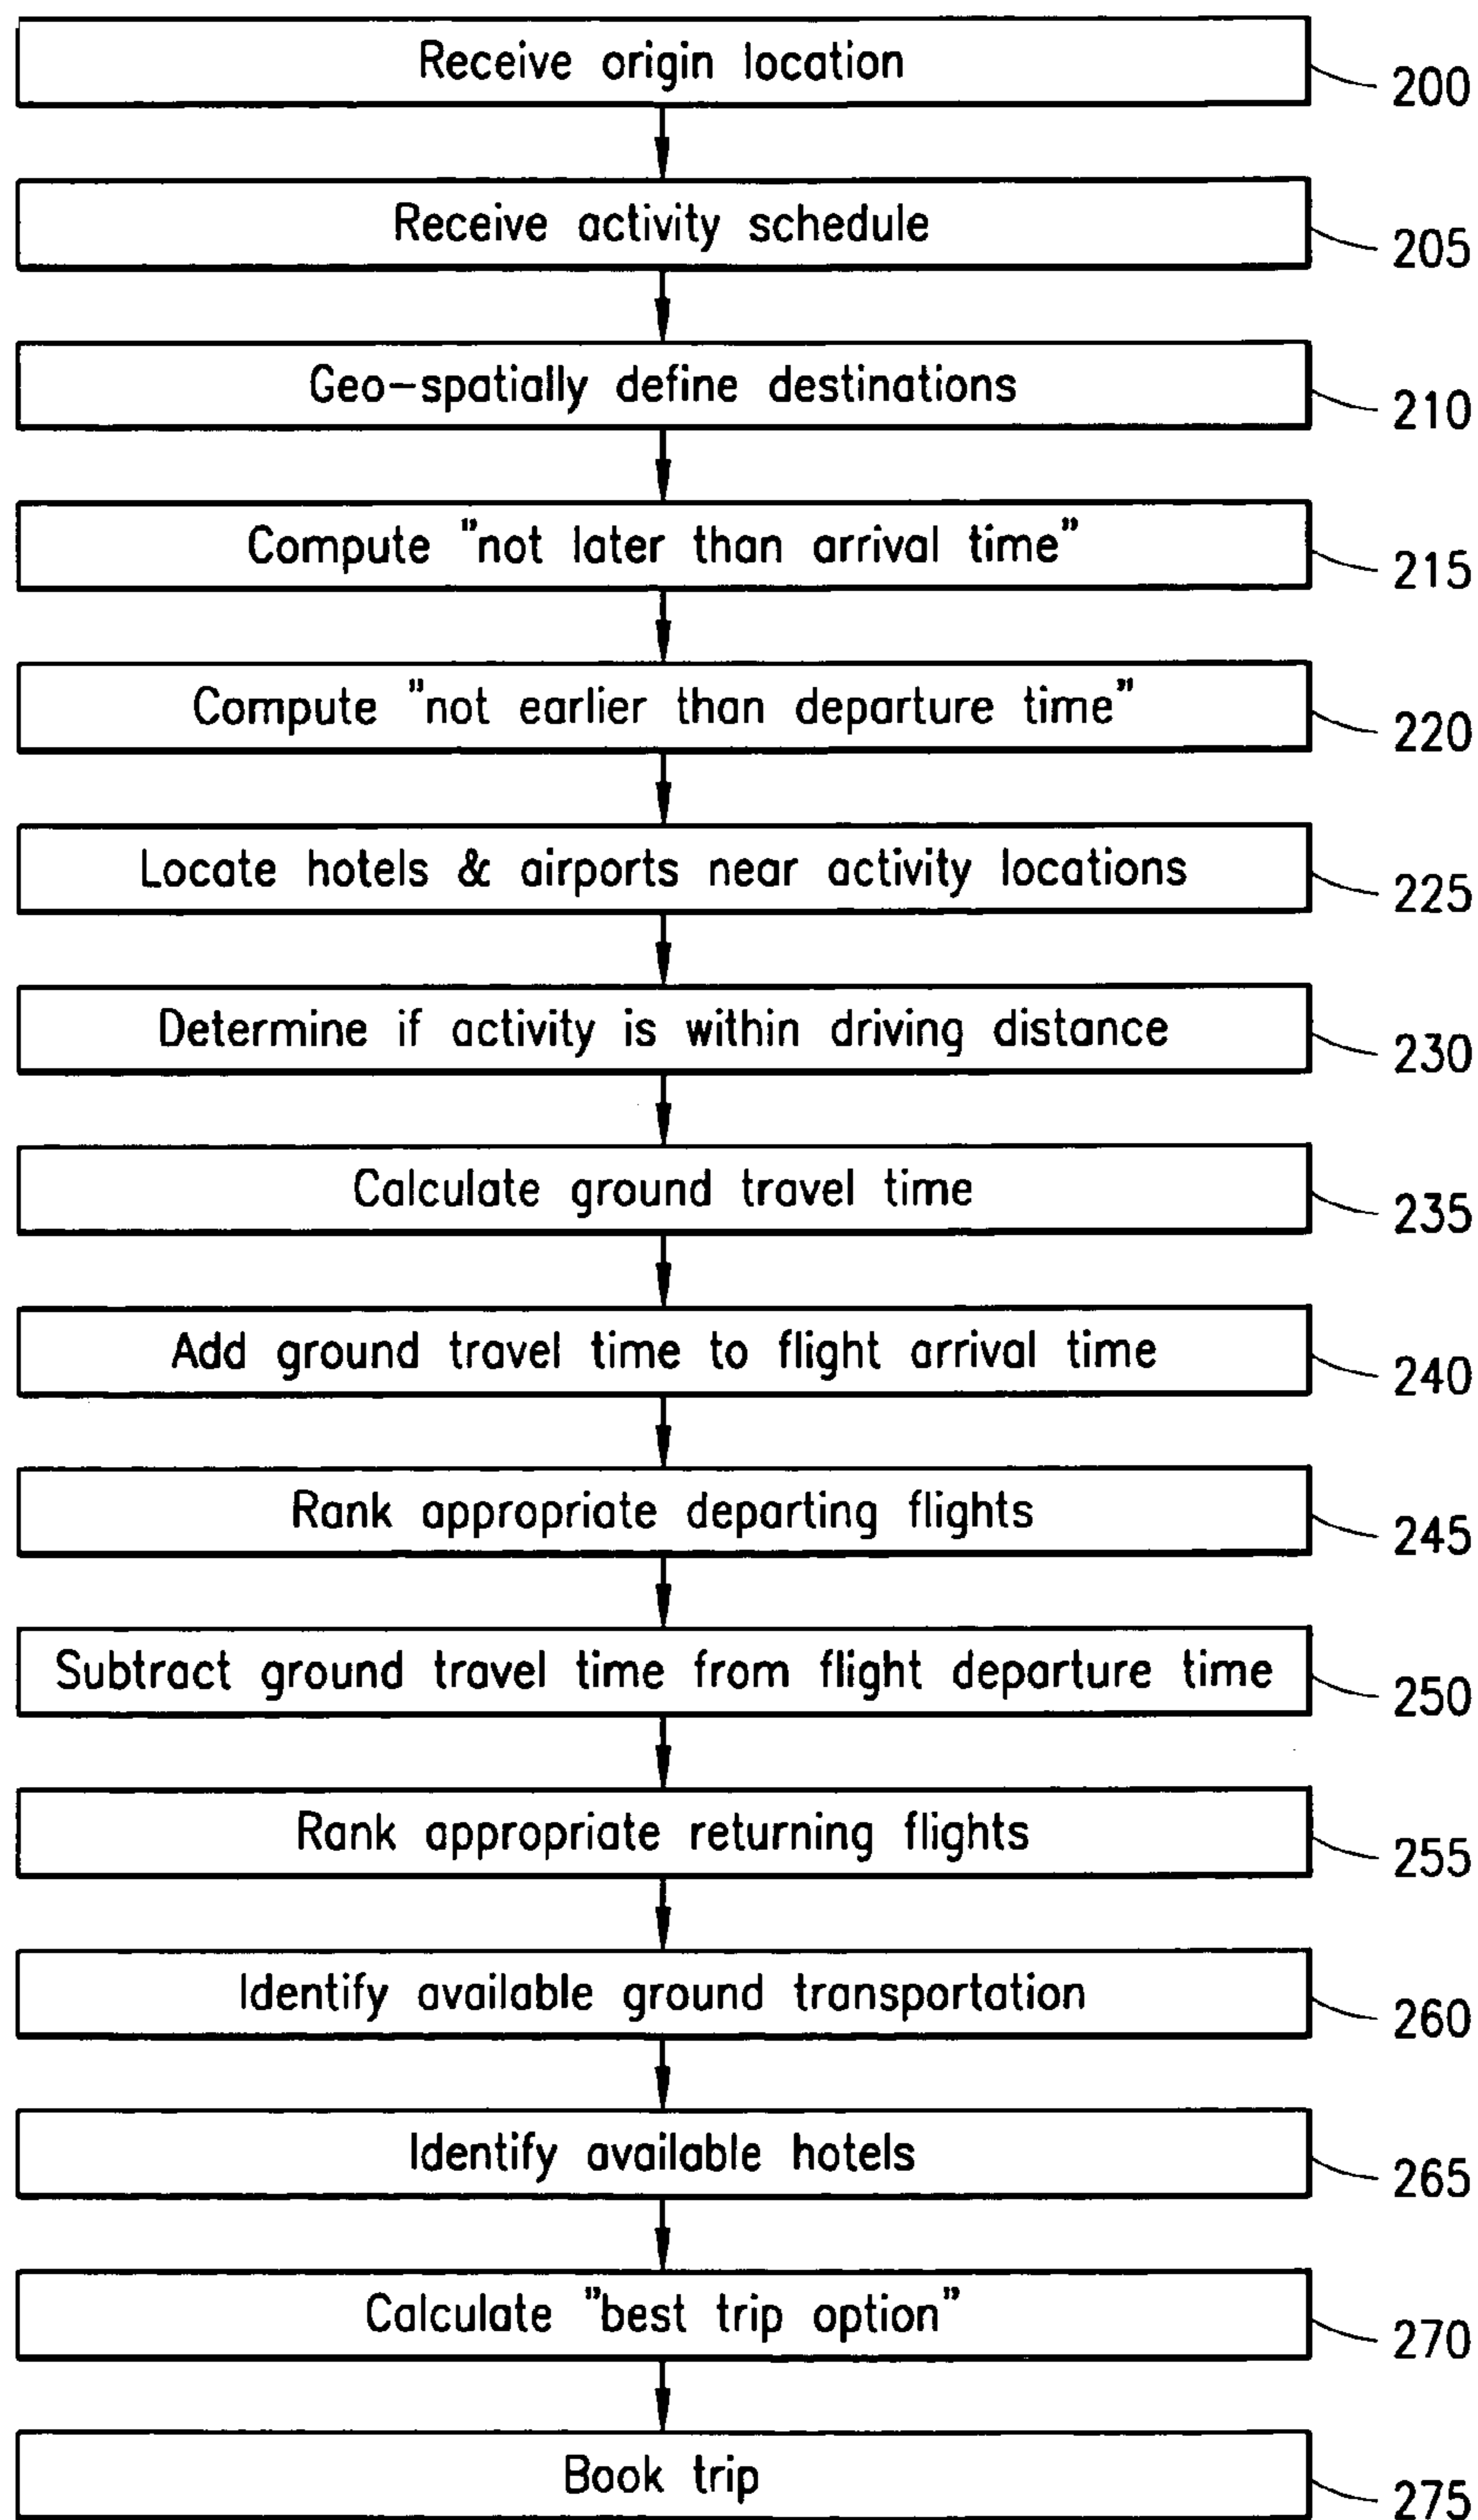 Receive origin location
200
Receive activity schedule
205
Geo-spatially define destinations
210
Compute "not later than arrival time"
215
Compute "not earlier than departure time"
220
Locate hotels & airports near activity locations
225
Determine if activity is within driving distance
230
Calculate ground travel time
235
Add ground travel time to flight arrival time
240
Rank appropriate departing flights
245
Subtract ground travel time from flight departure time
250
Rank appropriate returning flights
255
Identify available ground transportation
260
Identify available hotels
265
Calculate "best trip option"
270
Book trip
275